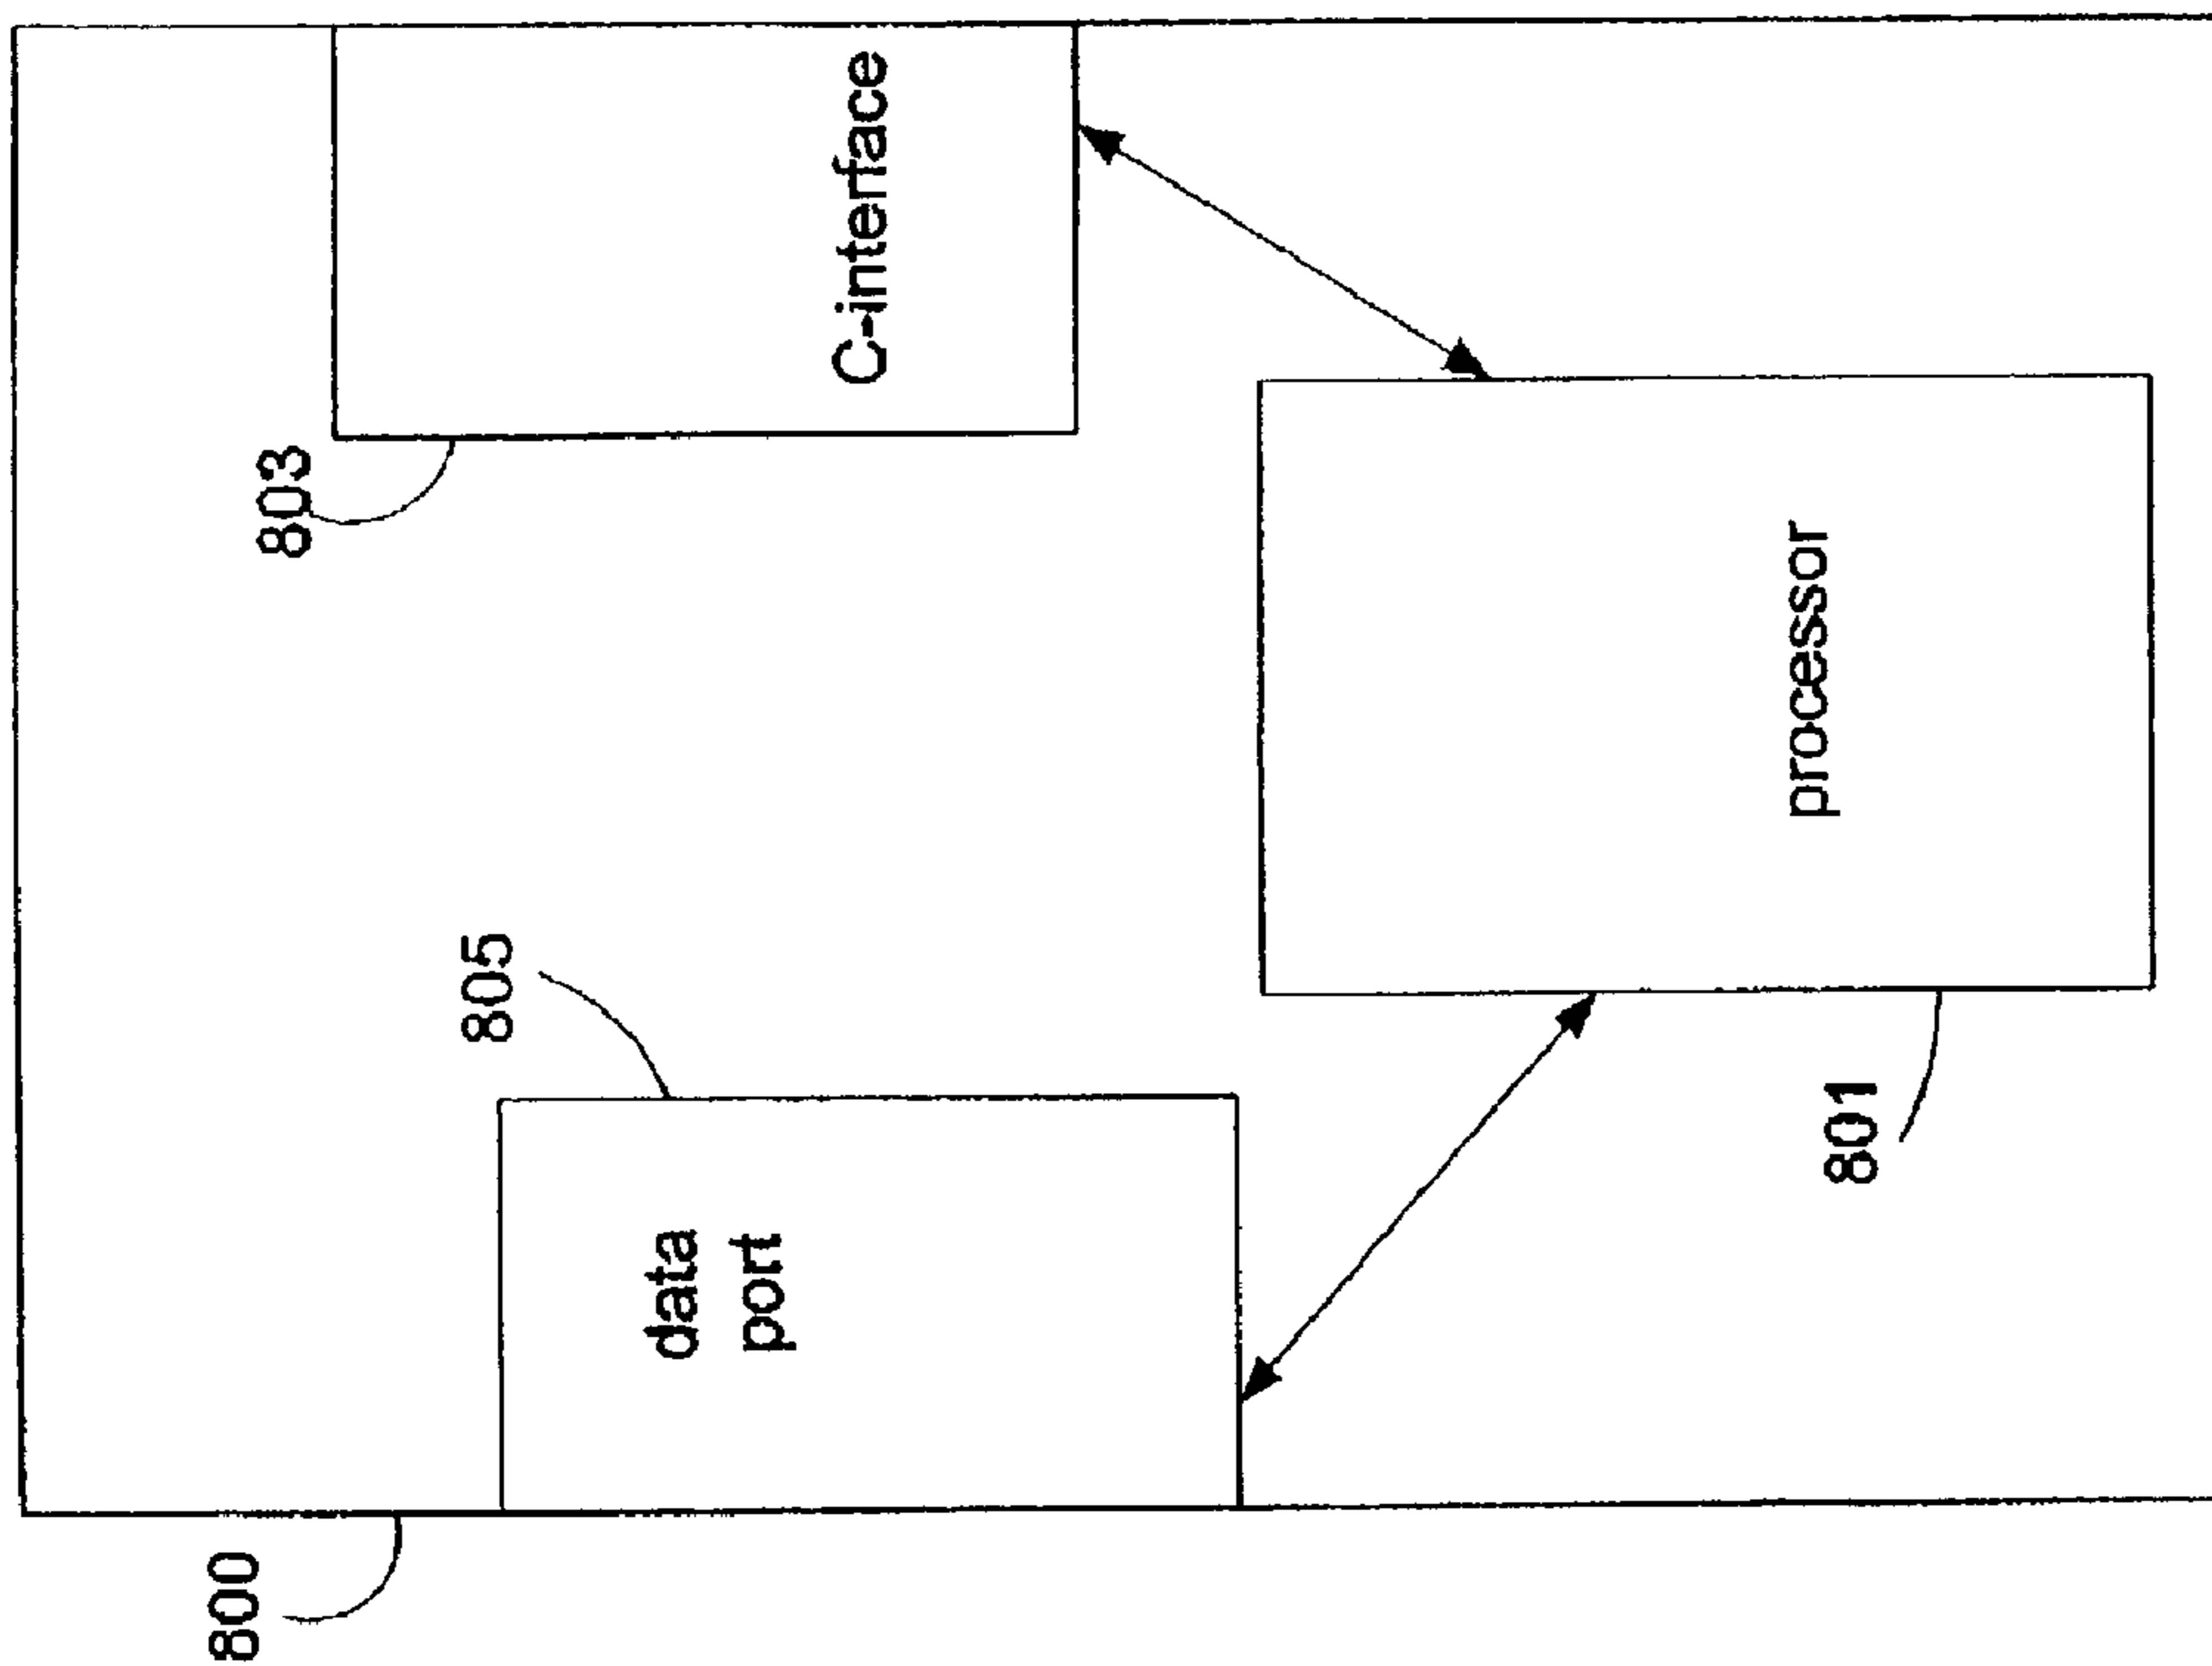 800
805
data
port
803
C-interface
801
processor